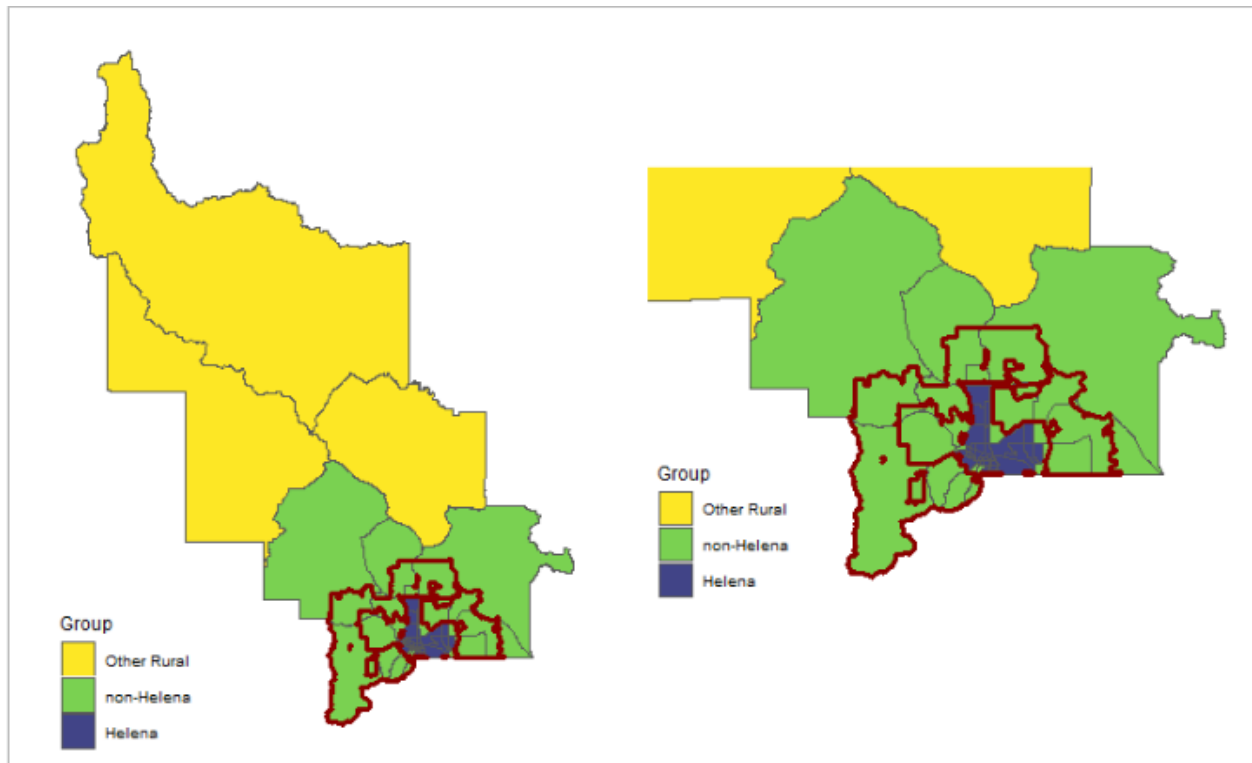 Group
Other Rural
non-Helena
Helena
Group
Other Rural
non-Helena
Helena